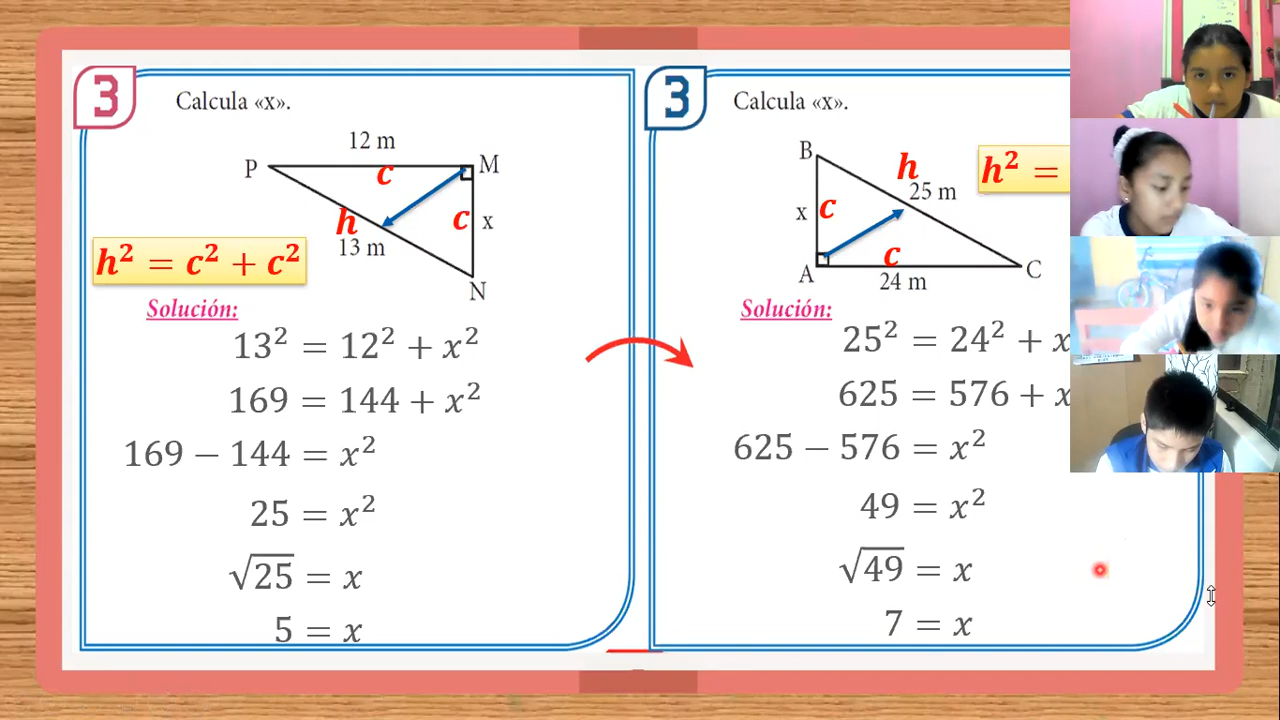 3
Calcula «x».
12 m
P
M
c
h
c
x
13 m
N
h² = c² + c²
Solución:
13² = 12² + x²
169 = 144 + x²
169 − 144 = x²
25 = x²
√25 = x
5 = x
3
Calcula «x».
B
h
h² =
25 m
x
c
c
A
C
24 m
Solución:
25² = 24² + x
625 = 576 + x
625 − 576 = x²
49 = x²
√49 = x
7 = x